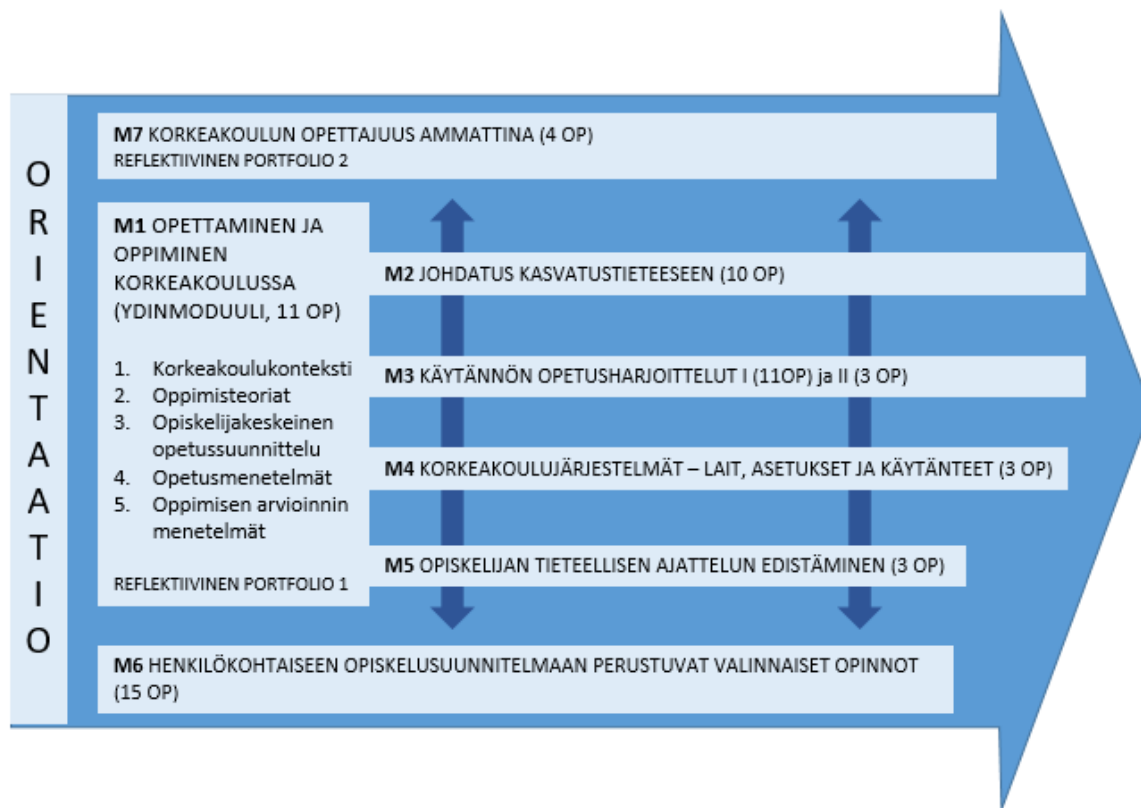 ORIENTAATIO
M7 KORKEAKOULUN OPETTAJUUS AMMATTINA (4 OP)
REFLEKTIIVINEN PORTFOLIO 2
M1 OPETTAMINEN JA
OPPIMINEN
KORKEAKOULUSSA
(YDINMODUULI, 11 OP)
1. Korkeakoulukonteksti
2. Oppimisteoriat
3. Opiskelijakeskeinen
opetussuunnittelu
4. Opetusmenetelmät
5. Oppimisen arvioinnin
menetelmät
REFLEKTIIVINEN PORTFOLIO 1
M2 JOHDATUS KASVATUSTIETEESEEN (10 OP)
M3 KÄYTÄNNÖN OPETUSHARJOITTELUT I (11OP) ja II (3 OP)
M4 KORKEAKOULUJÄRJESTELMÄT – LAIT, ASETUKSET JA KÄYTÄNTEET (3 OP)
M5 OPISKELIJAN TIETEELLISEN AJATTELUN EDISTÄMINEN (3 OP)
M6 HENKILÖKOHTAISEEN OPISKELUSUUNNITELMAAN PERUSTUVAT VALINNAISET OPINNOT
(15 OP)